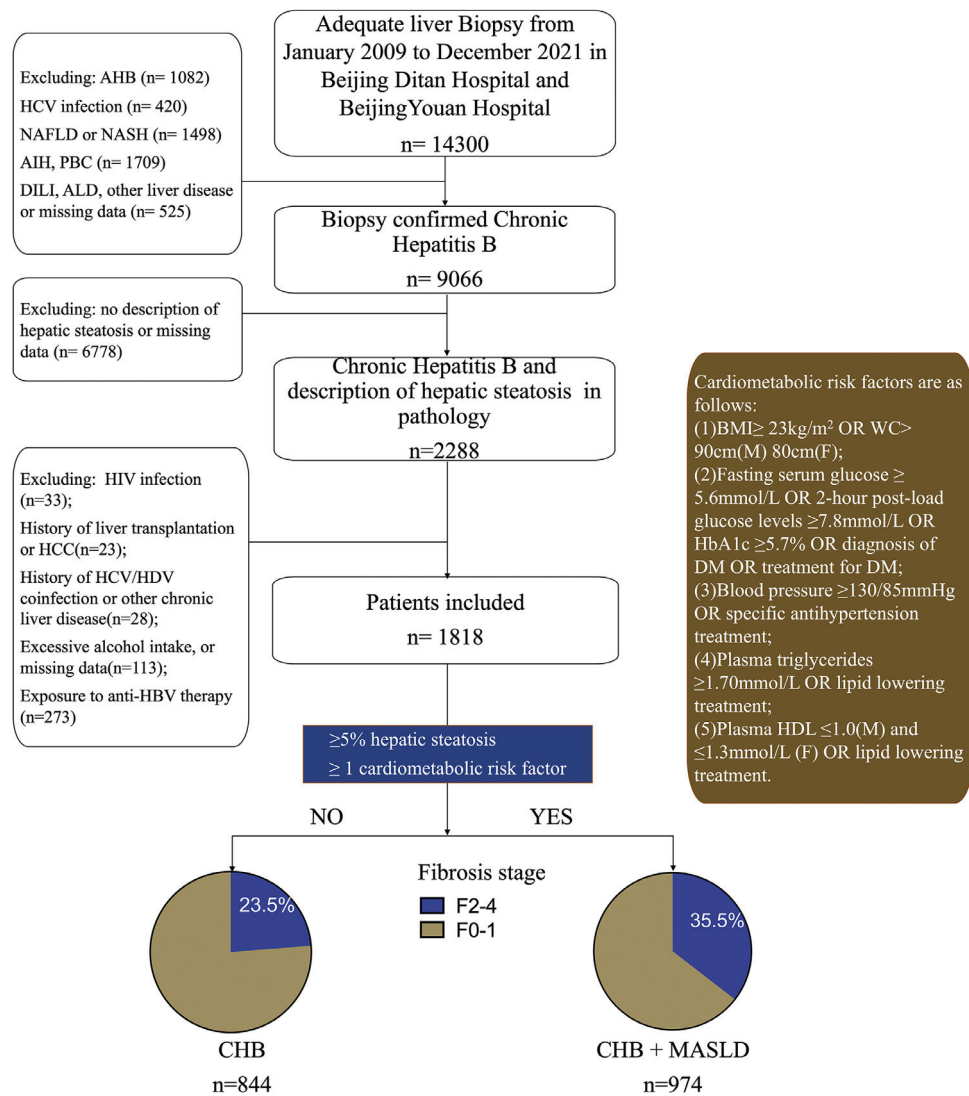 Adequate liver Biopsy from
January 2009 to December 2021 in
Beijing Ditan Hospital and
BeijingYouan Hospital
n= 14300
Excluding: AHB (n= 1082)
HCV infection (n= 420)
NAFLD or NASH (n= 1498)
AIH, PBC (n= 1709)
DILI, ALD, other liver disease
or missing data (n= 525)
Biopsy confirmed Chronic
Hepatitis B
n= 9066
Excluding: no description of
hepatic steatosis or missing
data (n= 6778)
Chronic Hepatitis B and
description of hepatic steatosis in
pathology
n=2288
Excluding: HIV infection
(n=33);
History of liver transplantation
or HCC(n=23);
History of HCV/HDV
coinfection or other chronic
liver disease(n=28);
Excessive alcohol intake, or
missing data(n=113);
Exposure to anti-HBV therapy
(n=273)
Patients included
n= 1818
Cardiometabolic risk factors are as
follows:
(1)BMI≥ 23kg/m² OR WC>
90cm(M) 80cm(F);
(2)Fasting serum glucose ≥
5.6mmol/L OR 2-hour post-load
glucose levels ≥7.8mmol/L OR
HbA1c ≥5.7% OR diagnosis of
DM OR treatment for DM;
(3)Blood pressure ≥130/85mmHg
OR specific antihypertension
treatment;
(4)Plasma triglycerides
≥1.70mmol/L OR lipid lowering
treatment;
(5)Plasma HDL ≤1.0(M) and
≤1.3mmol/L (F) OR lipid lowering
treatment.
≥5% hepatic steatosis
≥ 1 cardiometabolic risk factor
NO
YES
Fibrosis stage
F2-4
F0-1
23.5%
35.5%
CHB
n=844
CHB + MASLD
n=974